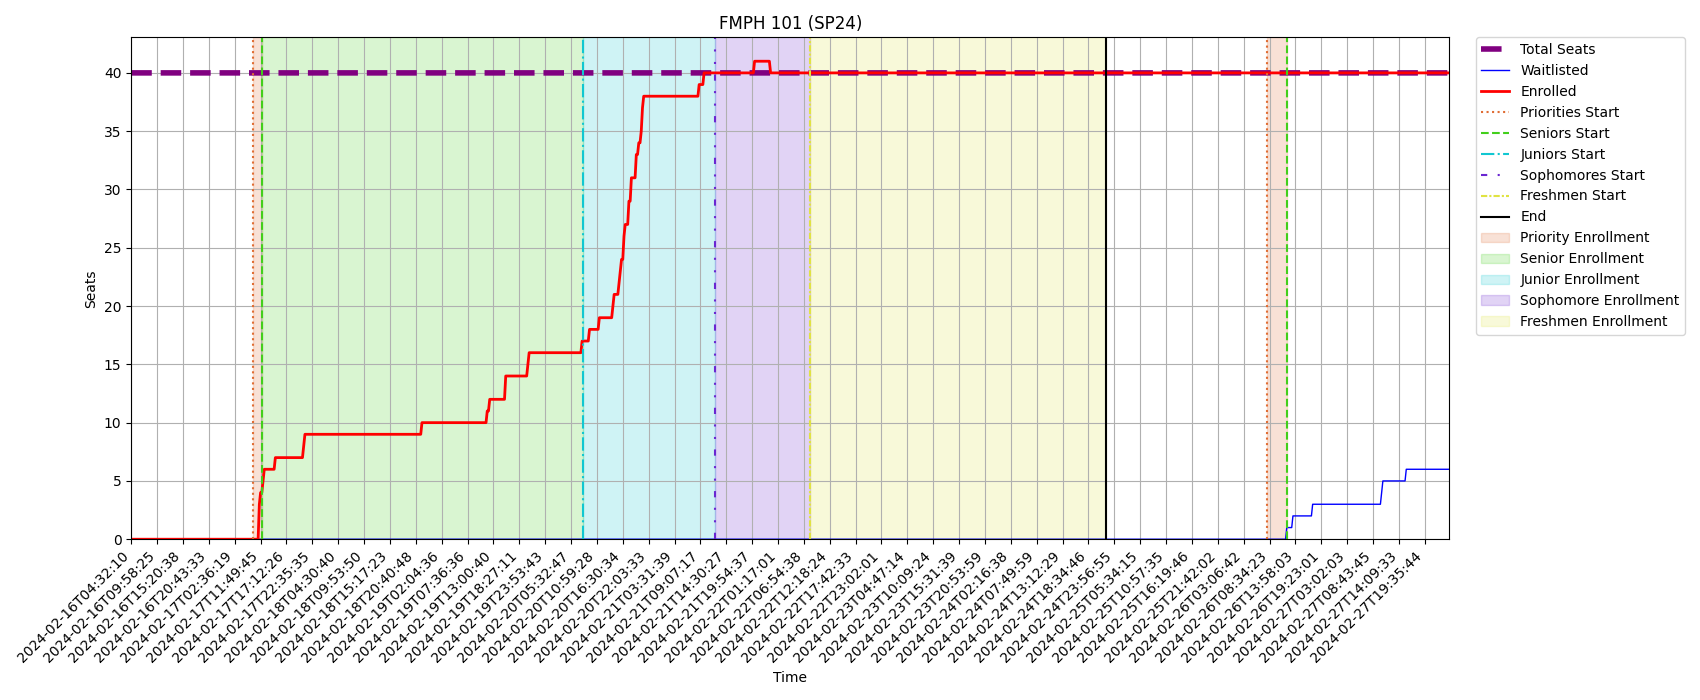 FMPH 101 (SP24)
Seats
40
35
30
25
20
15
10
5
0
2024-02-16T04:32:10
2024-02-16T09:58:25
2024-02-16T15:20:38
2024-02-16T20:43:33
2024-02-17T02:36:19
2024-02-17T11:49:45
2024-02-17T17:12:26
2024-02-17T22:35:35
2024-02-18T04:30:40
2024-02-18T09:53:50
2024-02-18T15:17:23
2024-02-18T20:40:48
2024-02-19T02:04:36
2024-02-19T07:36:36
2024-02-19T13:00:40
2024-02-19T18:27:11
2024-02-19T23:53:43
2024-02-20T05:32:47
2024-02-20T10:59:28
2024-02-20T16:30:34
2024-02-20T22:03:33
2024-02-21T03:31:39
2024-02-21T09:07:17
2024-02-21T14:30:27
2024-02-21T19:54:37
2024-02-22T01:17:01
2024-02-22T06:54:38
2024-02-22T12:18:24
2024-02-22T17:42:33
2024-02-22T23:02:01
2024-02-23T04:47:14
2024-02-23T10:09:24
2024-02-23T15:31:39
2024-02-23T20:53:59
2024-02-24T02:16:38
2024-02-24T07:49:59
2024-02-24T13:12:29
2024-02-24T18:34:46
2024-02-24T23:56:55
2024-02-25T05:34:15
2024-02-25T10:57:35
2024-02-25T16:19:46
2024-02-25T21:42:02
2024-02-26T03:06:42
2024-02-26T08:34:23
2024-02-26T13:58:03
2024-02-26T19:23:01
2024-02-27T03:02:03
2024-02-27T08:43:45
2024-02-27T14:09:33
2024-02-27T19:35:44
Time
Total Seats
Waitlisted
Enrolled
Priorities Start
Seniors Start
Juniors Start
Sophomores Start
Freshmen Start
End
Priority Enrollment
Senior Enrollment
Junior Enrollment
Sophomore Enrollment
Freshmen Enrollment